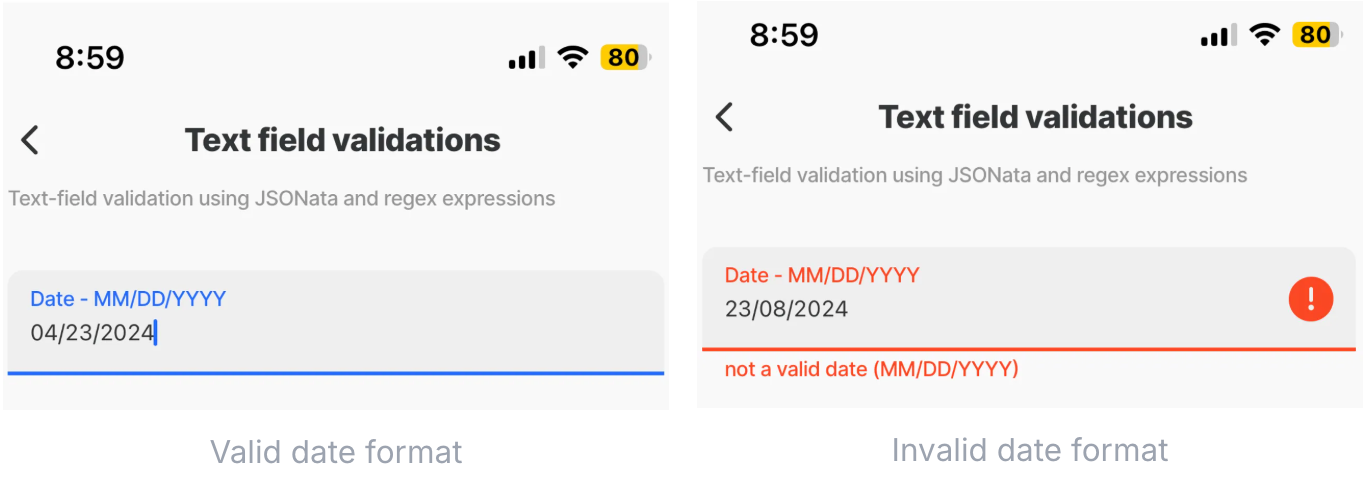 8:59
80
Text field validations
Text-field validation using JSONata and regex expressions
Date - MM/DD/YYYY
04/23/2024
Valid date format
8:59
80
Text field validations
Text-field validation using JSONata and regex expressions
Date - MM/DD/YYYY
23/08/2024
!
not a valid date (MM/DD/YYYY)
Invalid date format